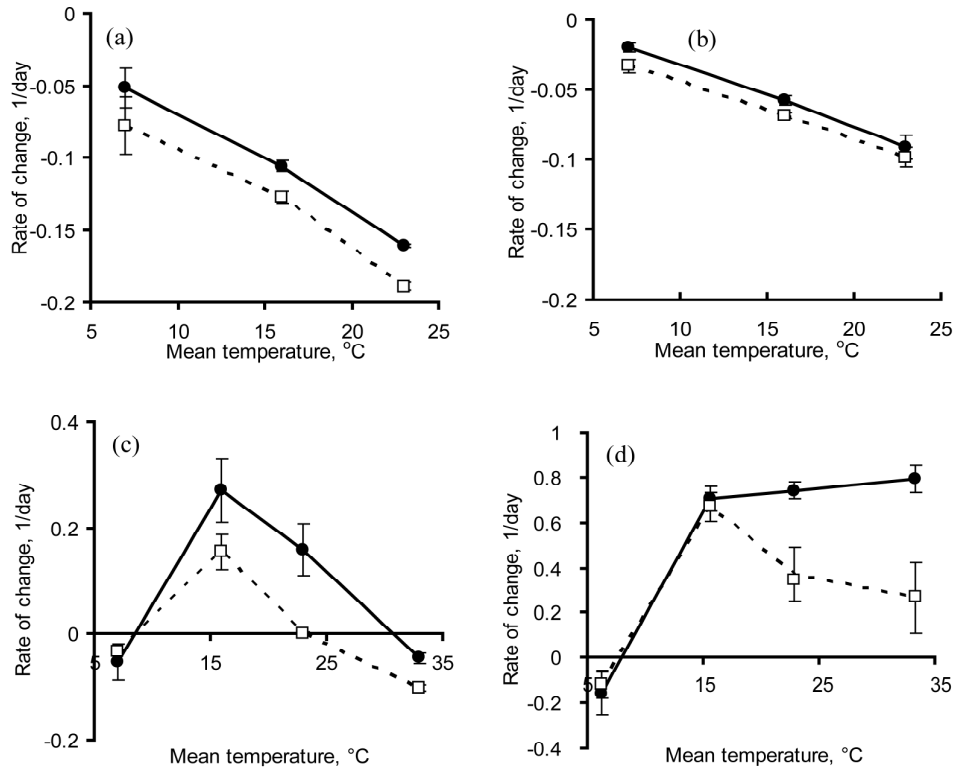 (a)
0
-0.05
-0.1
-0.15
-0.2
5 10 15 20 25
Rate of change, 1/day
Mean temperature, °C
(b)
0
-0.05
-0.1
-0.15
-0.2
5 10 15 20 25
Rate of change, 1/day
Mean temperature, °C
(c)
0.4
0.2
0
-0.2
5 15 25 35
Rate of change, 1/day
Mean temperature, °C
(d)
1
0.8
0.6
0.4
0.2
0
-0.2
-0.4
5 15 25 35
Rate of change, 1/day
Mean temperature, °C